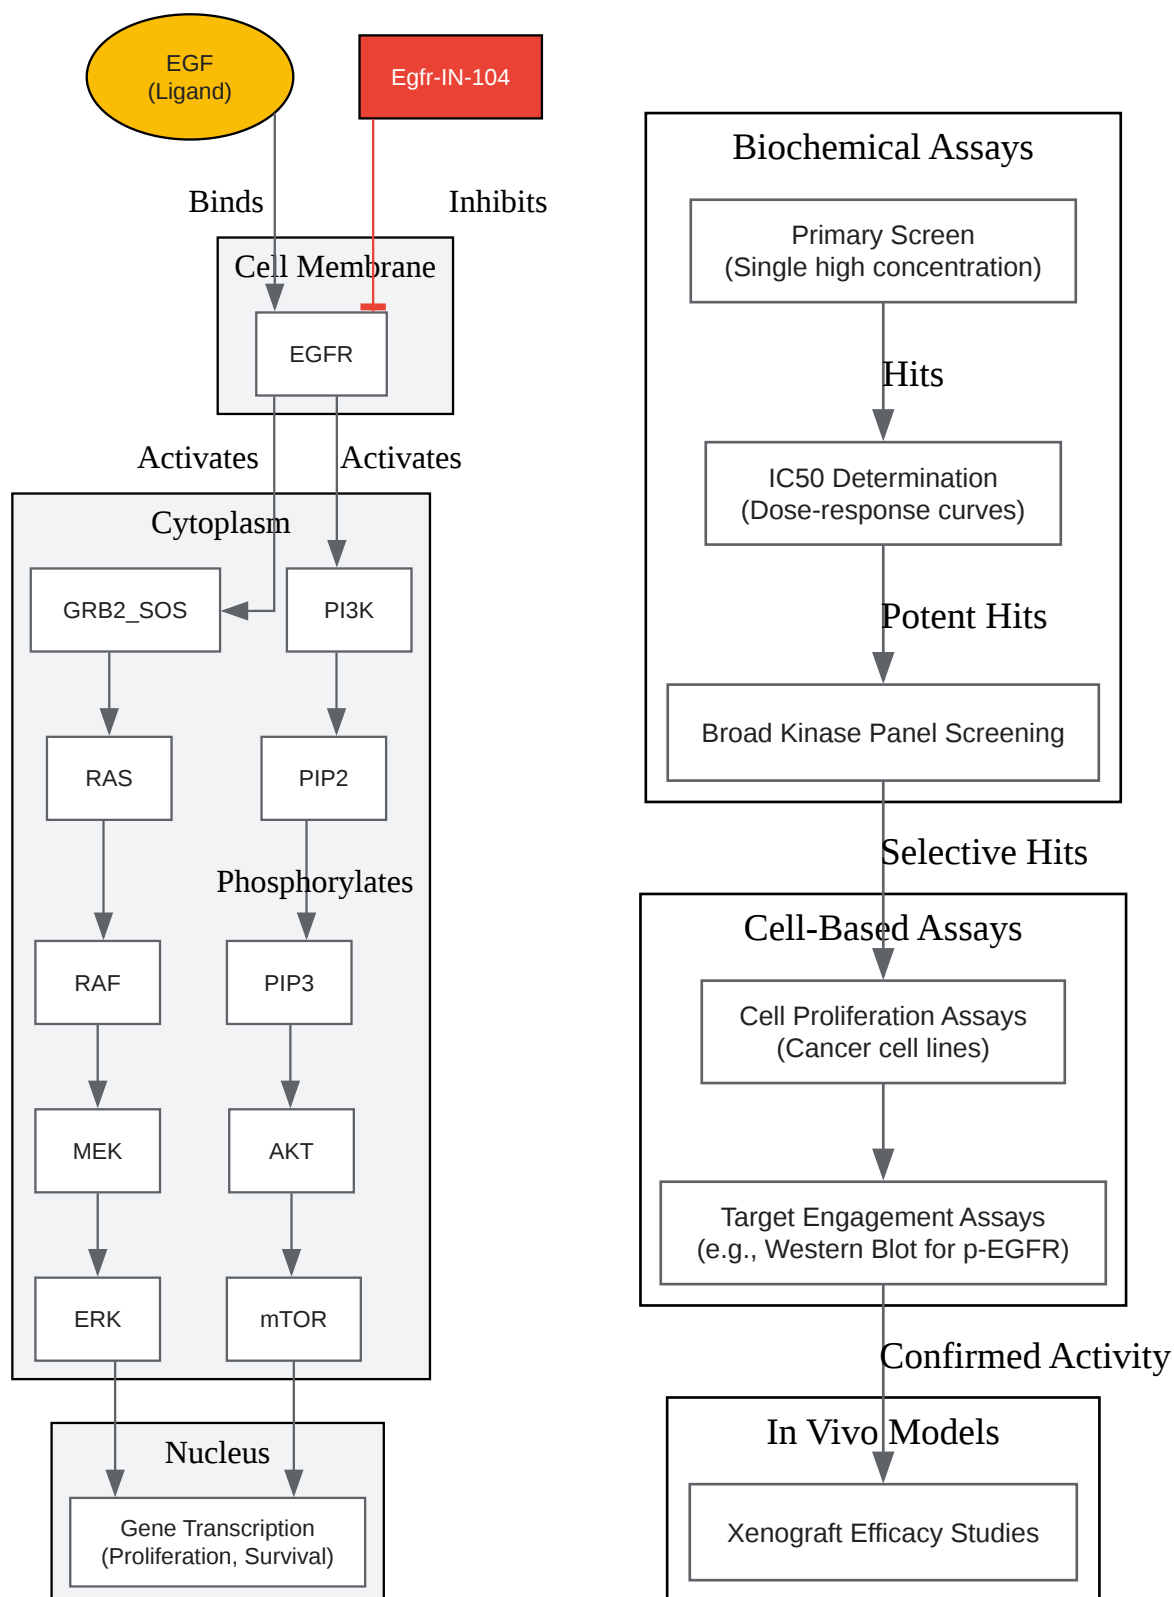 EGF
(Ligand)
Egfr-IN-104
Binds
Inhibits
Cell Membrane
EGFR
Activates
Activates
Cytoplasm
GRB2_SOS
PI3K
RAS
PIP2
Phosphorylates
RAF
PIP3
MEK
AKT
ERK
mTOR
Nucleus
Gene Transcription
(Proliferation, Survival)
Biochemical Assays
Primary Screen
(Single high concentration)
Hits
IC50 Determination
(Dose-response curves)
Potent Hits
Broad Kinase Panel Screening
Selective Hits
Cell-Based Assays
Cell Proliferation Assays
(Cancer cell lines)
Target Engagement Assays
(e.g., Western Blot for p-EGFR)
Confirmed Activity
In Vivo Models
Xenograft Efficacy Studies